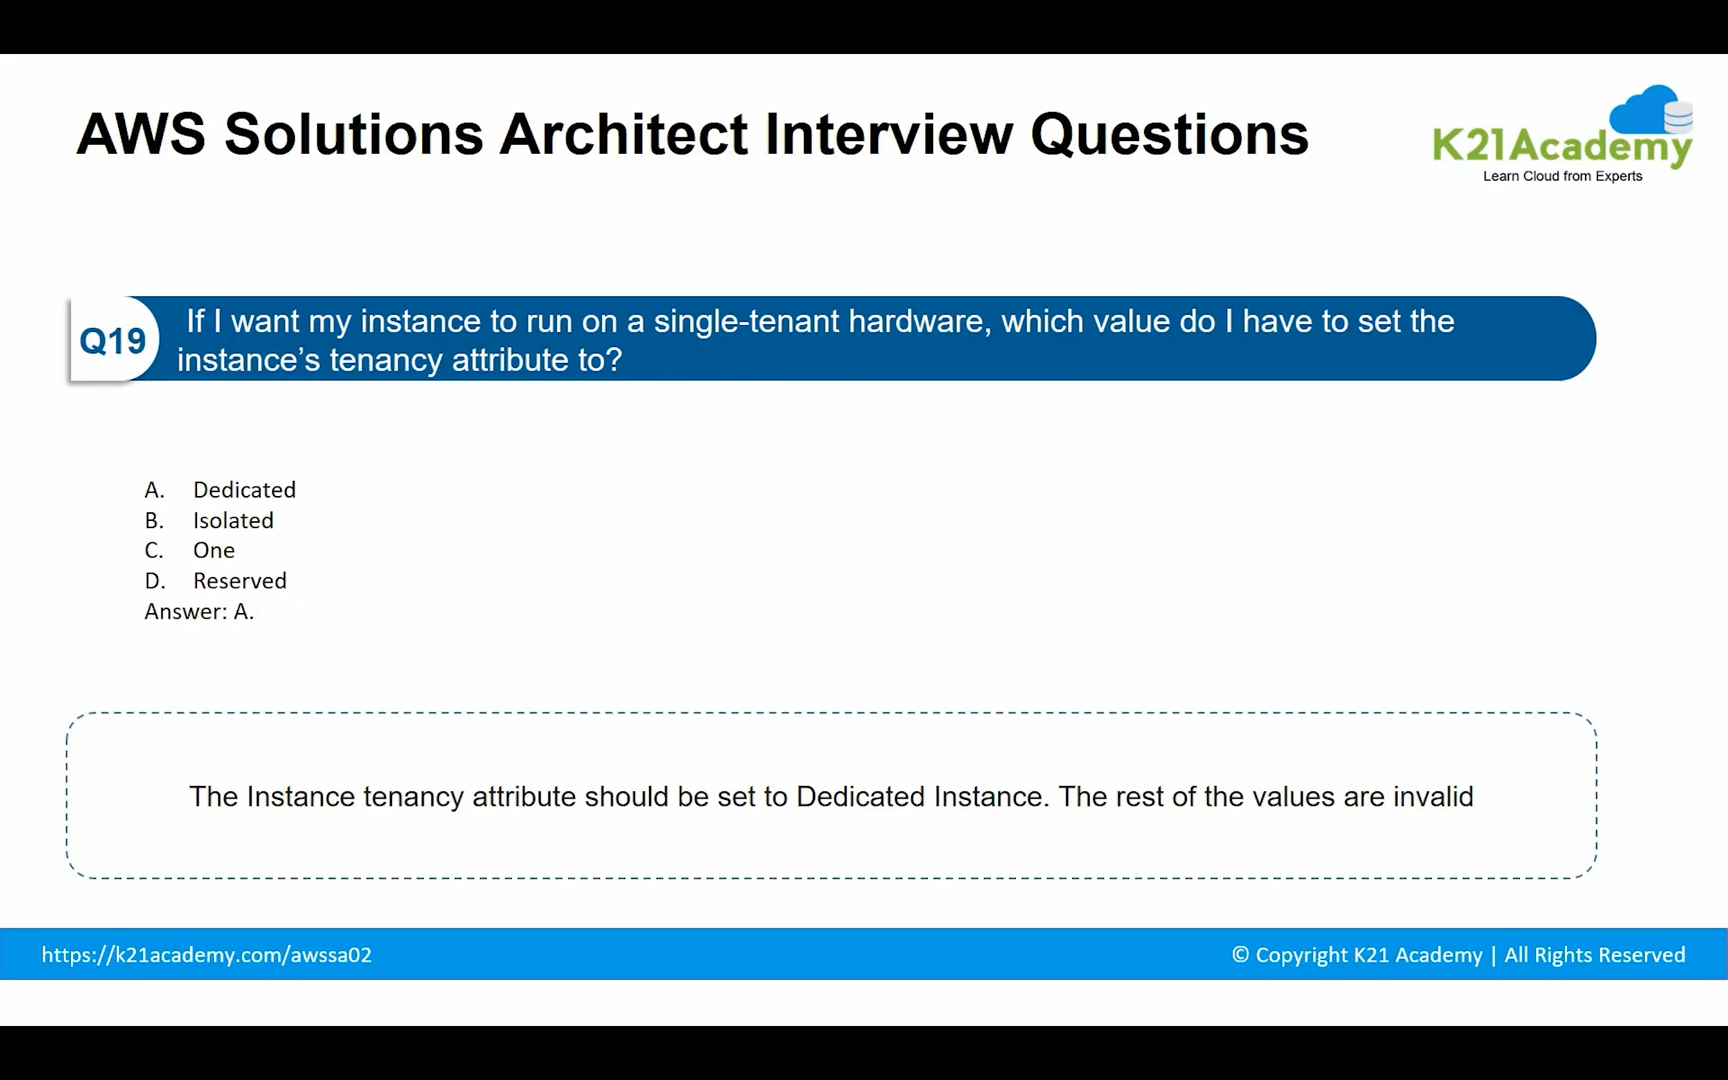 AWS Solutions Architect Interview Questions
K21Academy
Learn Cloud from Experts
Q19
If I want my instance to run on a single-tenant hardware, which value do I have to set the
instance’s tenancy attribute to?
A. Dedicated
B. Isolated
C. One
D. Reserved
Answer: A.
The Instance tenancy attribute should be set to Dedicated Instance. The rest of the values are invalid
https://k21academy.com/awssa02
© Copyright K21 Academy | All Rights Reserved